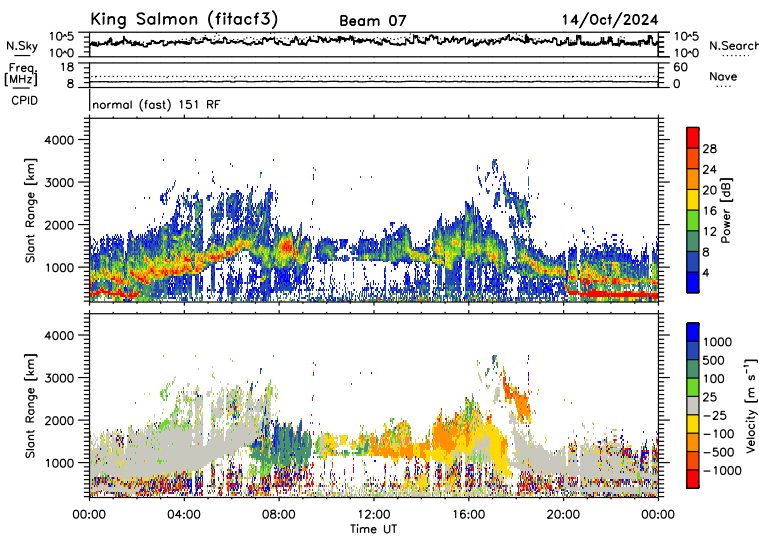 King Salmon (fitacf3) Beam 07 14/Oct/2024
N.Sky 10^5 10^0 10^5 10^0 N.Search
Freq. [MHz] 18 8 60 0 Nave
CPID normal (fast) 151 RF
Slant Range [km] 4000 3000 2000 1000
Power [dB] 28 24 20 16 12 8 4
Slant Range [km] 4000 3000 2000 1000
Velocity [m s^-1] 1000 500 100 25 -25 -100 -500 -1000
00:00 04:00 08:00 12:00 16:00 20:00 00:00
Time UT